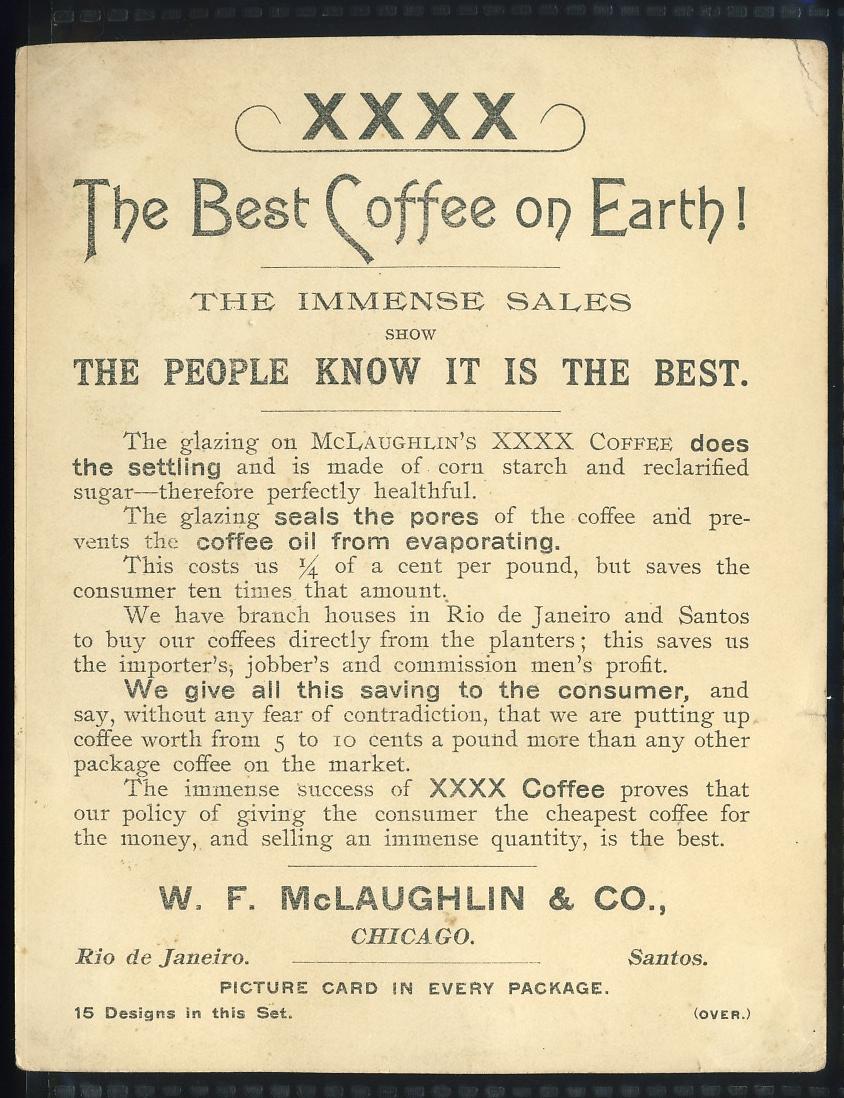 XXXX
The Best Coffee on Earth!
THE IMMENSE SALES
SHOW
THE PEOPLE KNOW IT IS THE BEST.
The glazing on McLAUGHLIN'S XXXX COFFEE does
the settling and is made of corn starch and reclarified
sugar—therefore perfectly healthful.
The glazing seals the pores of the coffee and pre-
vents the coffee oil from evaporating.
This costs us ¼ of a cent per pound, but saves the
consumer ten times that amount.
We have branch houses in Rio de Janeiro and Santos
to buy our coffees directly from the planters; this saves us
the importer's, jobber's and commission men's profit.
We give all this saving to the consumer, and
say, without any fear of contradiction, that we are putting up
coffee worth from 5 to 10 cents a pound more than any other
package coffee on the market.
The immense success of XXXX Coffee proves that
our policy of giving the consumer the cheapest coffee for
the money, and selling an immense quantity, is the best.
W. F. McLAUGHLIN & CO.,
CHICAGO.
Rio de Janeiro. Santos.
PICTURE CARD IN EVERY PACKAGE.
15 Designs in this Set. (OVER.)